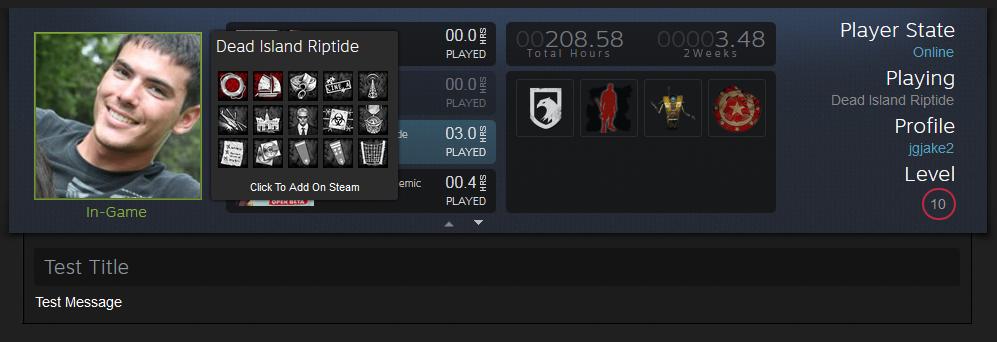 In-Game
Dead Island Riptide
Click To Add On Steam
00.0 HRS
PLAYED
00.0 HRS
PLAYED
03.0 HRS
PLAYED
emic
00.4 HRS
PLAYED
OPEN BETA
00208.58
Total Hours
00003.48
2Weeks
Player State
Online
Playing
Dead Island Riptide
Profile
jgjake2
Level
10
Test Title
Test Message